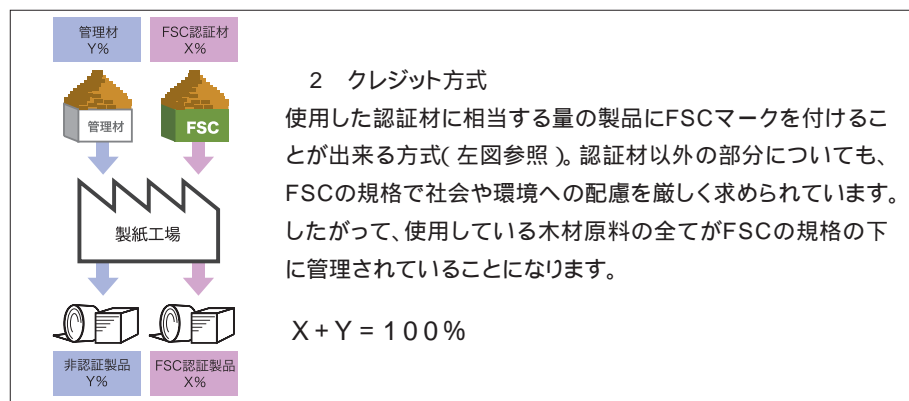 管理材
Y%
FSC認証材
X%
管理材
FSC
製紙工場
非認証製品
Y%
FSC認証製品
X%
2 クレジット方式
使用した認証材に相当する量の製品にFSCマークを付けるこ
とが出来る方式(左図参照)。認証材以外の部分についても、
FSCの規格で社会や環境への配慮を厳しく求められています。
したがって、使用している木材原料の全てがFSCの規格の下
に管理されていることになります。
X+Y=100%